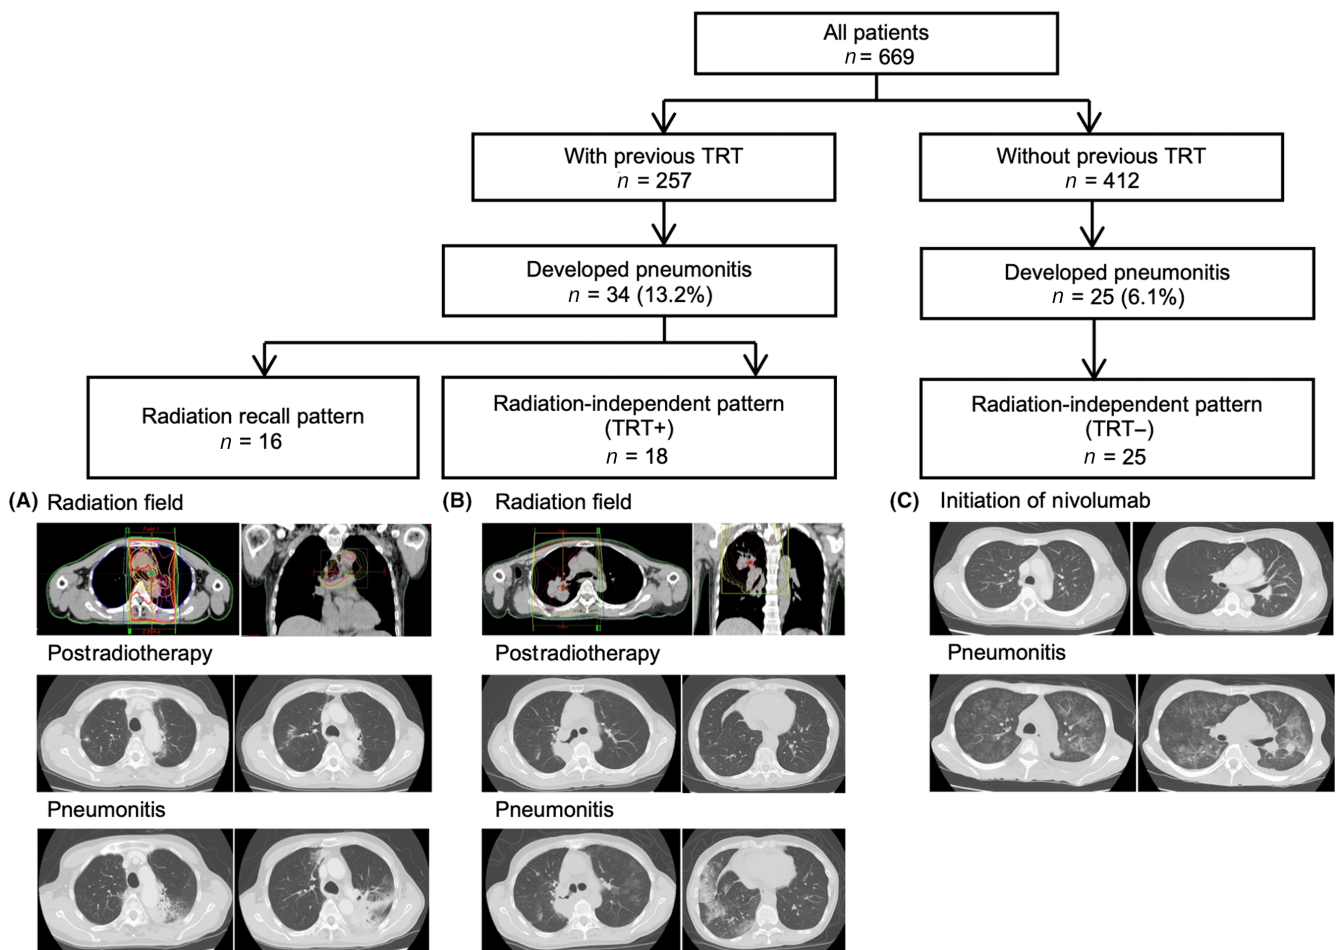 All patients
n = 669
With previous TRT
n = 257
Without previous TRT
n = 412
Developed pneumonitis
n = 34 (13.2%)
Developed pneumonitis
n = 25 (6.1%)
Radiation recall pattern
n = 16
Radiation-independent pattern
(TRT+)
n = 18
Radiation-independent pattern
(TRT–)
n = 25
(A) Radiation field
(B) Radiation field
(C) Initiation of nivolumab
Postradiotherapy
Postradiotherapy
Pneumonitis
Pneumonitis
Pneumonitis